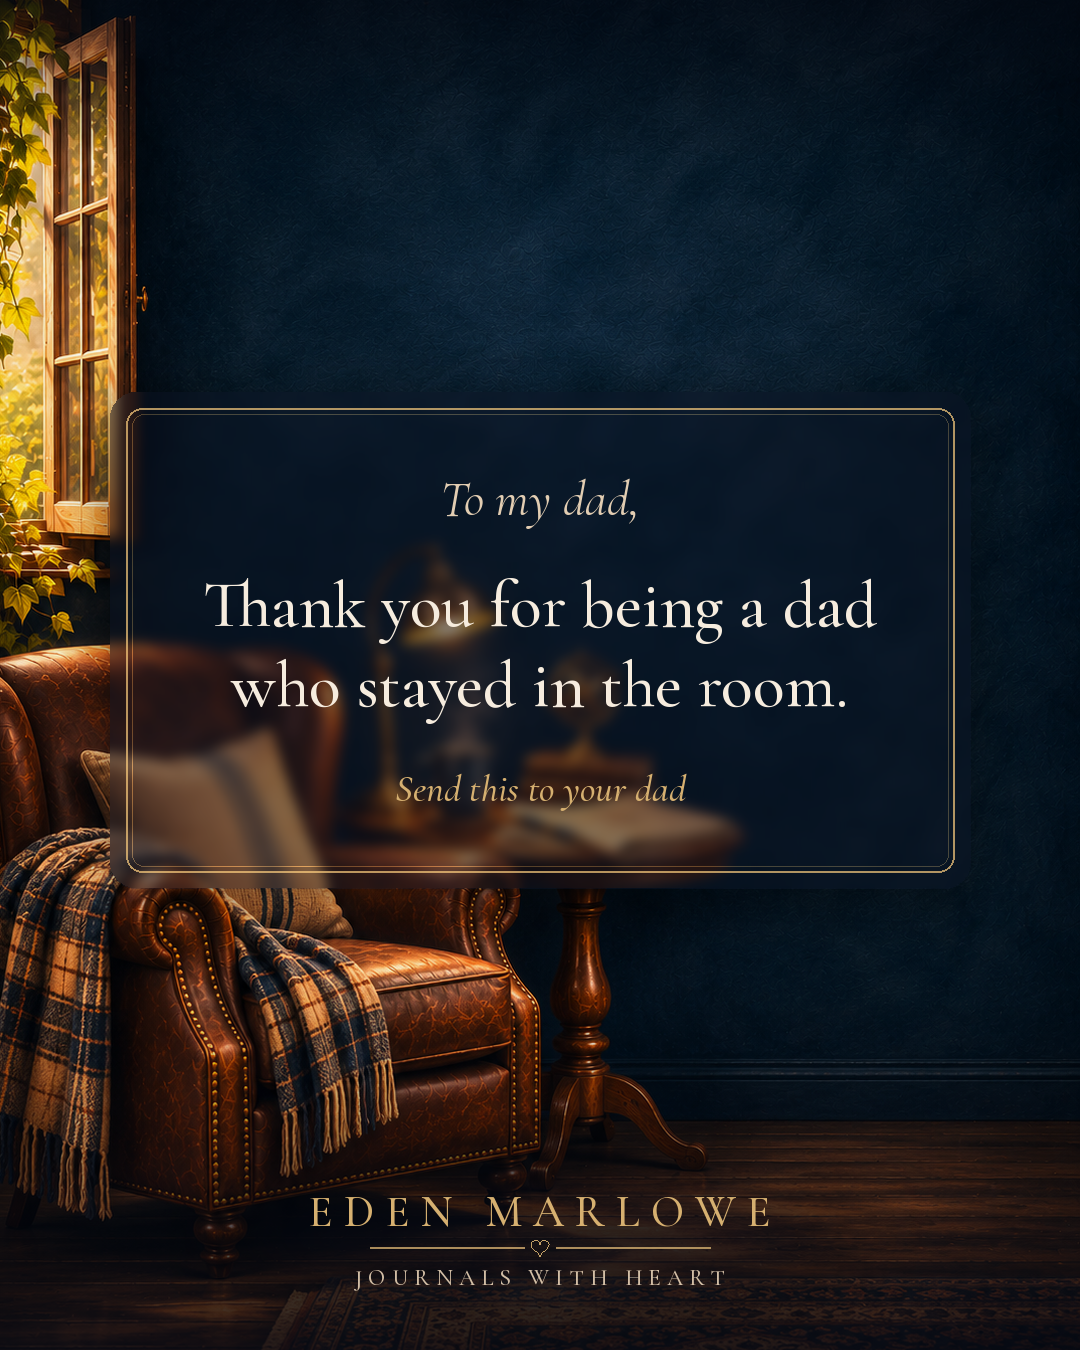 To my dad,
Thank you for being a dad
who stayed in the room.
Send this to your dad
EDEN MARLOWE
JOURNALS WITH HEART